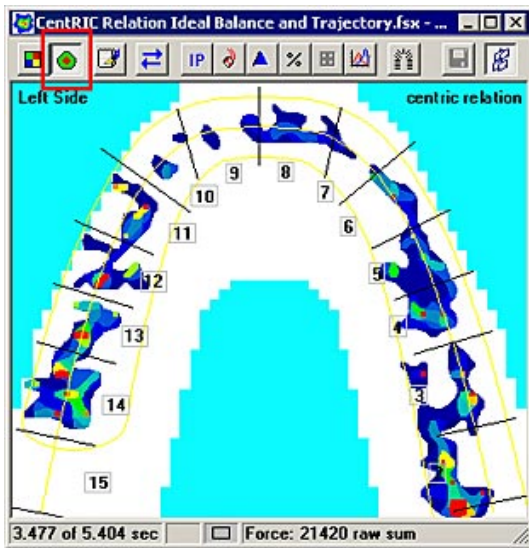 CentRIC Relation Ideal Balance and Trajectory.fsx - ...
IP %
Left Side centric relation
9 8
10 7
11 6
12 5
13 4
14 3
15 2
3.477 of 5.404 sec Force: 21420 raw sum